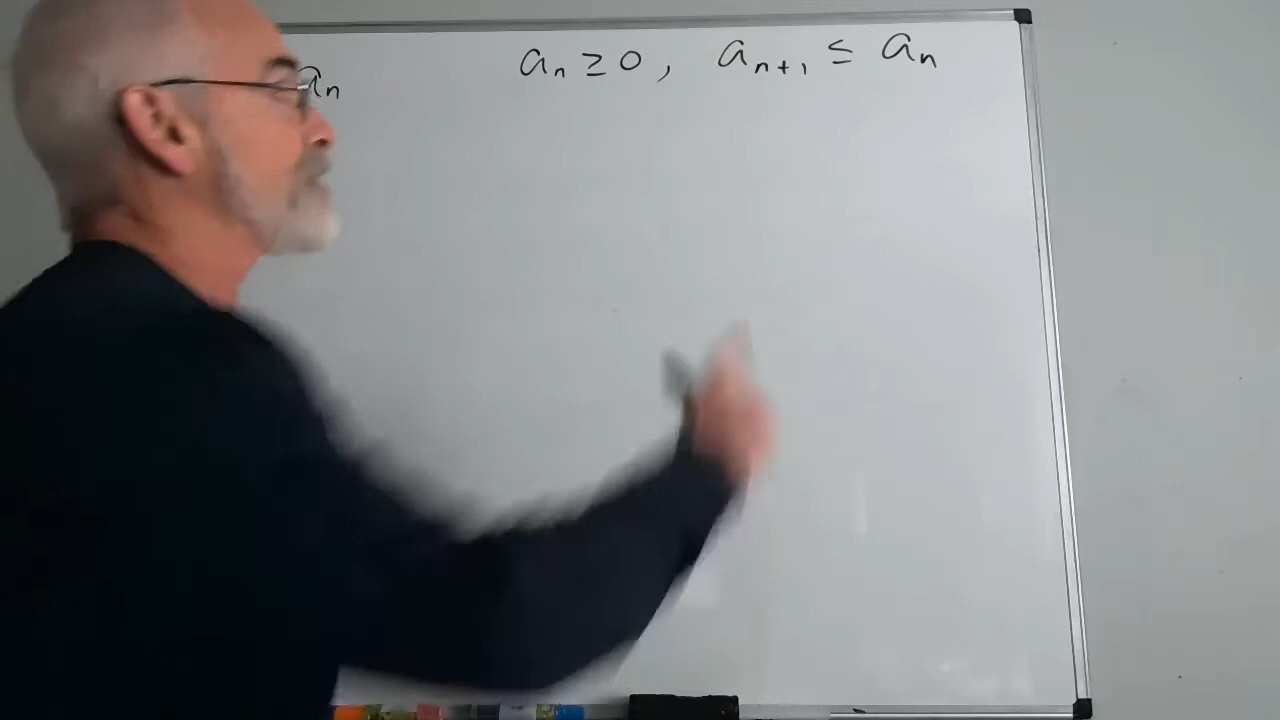 aₙ ≥ 0, aₙ₊₁ ≤ aₙ
aₙ